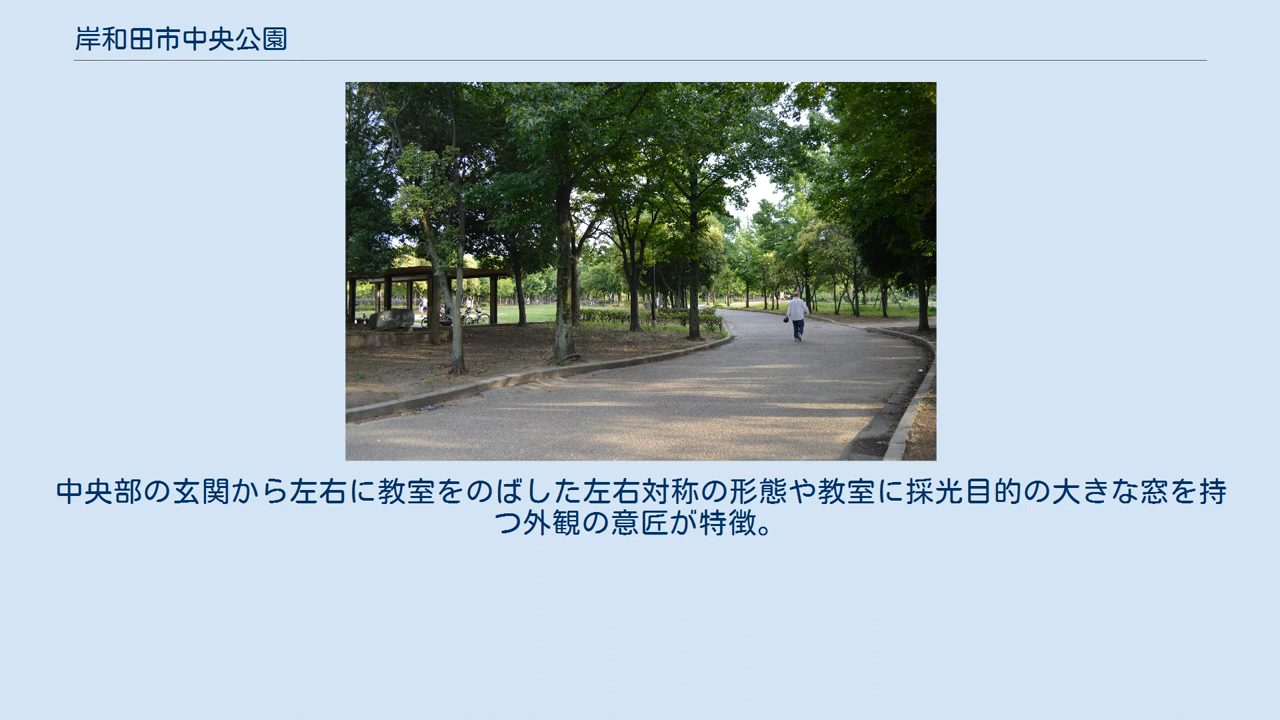 岸和田市中央公園
中央部の玄関から左右に教室をのばした左右対称の形態や教室に採光目的の大きな窓を持
つ外観の意匠が特徴。